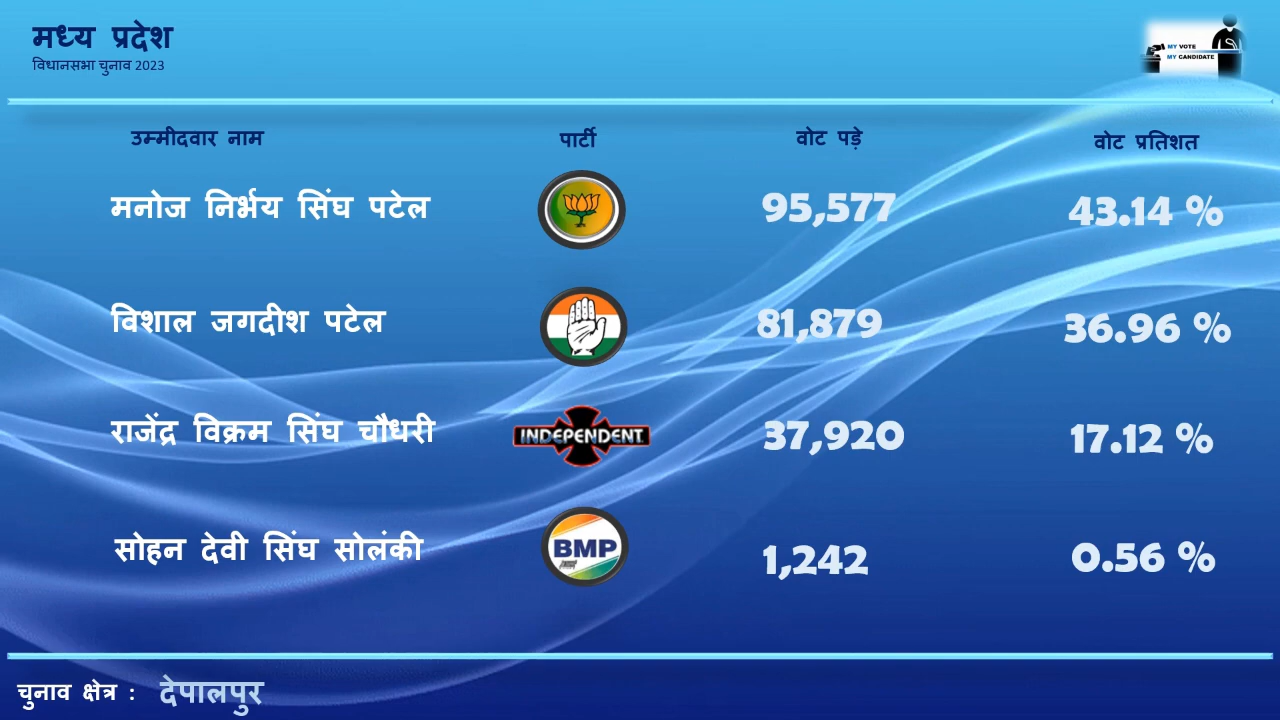 मध्य प्रदेश
विधानसभा चुनाव 2023
MY VOTE
MY CANDIDATE
उम्मीदवार नाम पार्टी वोट पड़े वोट प्रतिशत
मनोज निर्भय सिंघ पटेल 95,577 43.14 %
विशाल जगदीश पटेल 81,879 36.96 %
राजेंद्र विक्रम सिंघ चौधरी INDEPENDENT 37,920 17.12 %
सोहन देवी सिंघ सोलंकी BMP 1,242 0.56 %
चुनाव क्षेत्र : देपालपुर